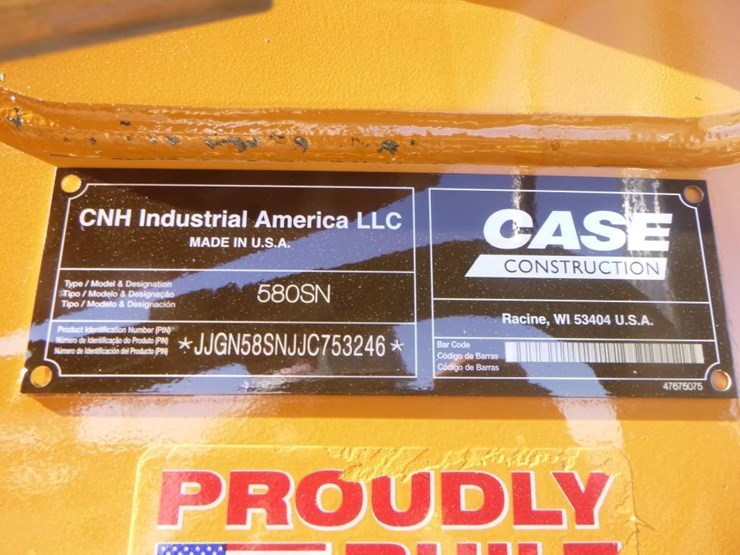 CNH Industrial America LLC
MADE IN U.S.A.
Type / Model & Designation
Tipo / Modelo & Designação
Tipo / Modelo & Designación
580SN
Product Identification Number (PIN)
Número de Identificação do Produto (PIN)
Número de Identificación del Producto (PIN)
*JJGN58SNJJC753246*
CASE
CONSTRUCTION
Racine, WI 53404 U.S.A.
Bar Code
Código de Barras
Código de Barras
47675075
PROUDLY
BUILT